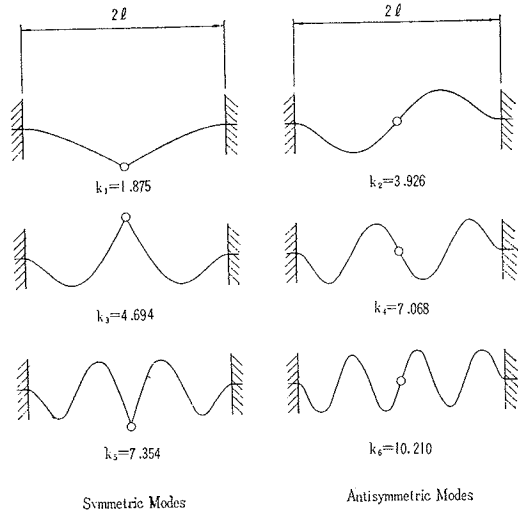 2ℓ
2ℓ
k₁=1.875
k₂=3.926
k₃=4.694
k₄=7.068
k₅=7.354
k₆=10.210
Symmetric Modes
Antisymmetric Modes